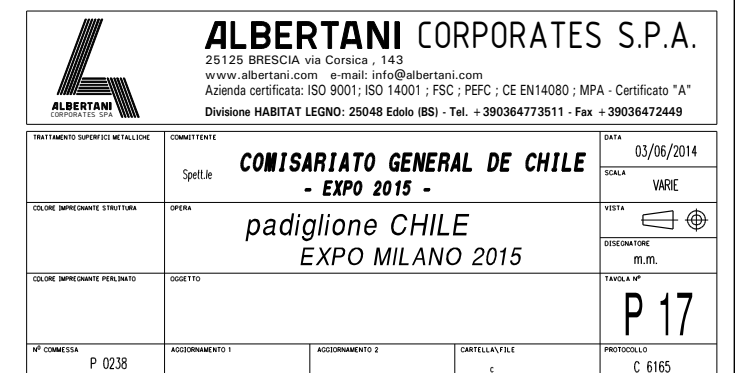 ALBERTANI CORPORATES S.P.A.
25125 BRESCIA via Corsica , 143
www.albertani.com e-mail: info@albertani.com
Azienda certificata: ISO 9001; ISO 14001 ; FSC ; PEFC ; CE EN14080 ; MPA - Certificato "A"
Divisione HABITAT LEGNO: 25048 Edolo (BS) - Tel. +390364773511 - Fax +39036472449
ALBERTANI
CORPORATES SPA
TRATTAMENTO SUPERFICI METALLICHE
COMMITTENTE
Spett.le
COMISARIATO GENERAL DE CHILE
- EXPO 2015 -
DATA
03/06/2014
SCALA
VARIE
COLORE IMPREGNANTE STRUTTURA
OPERA
padiglione CHILE
EXPO MILANO 2015
VISTA
DISEGNATORE
m.m.
COLORE IMPREGNANTE PERLINATO
OGGETTO
TAVOLA Nº
P 17
Nº COMMESSA
P 0238
AGGIORNAMENTO 1
AGGIORNAMENTO 2
CARTELLA\FILE
c
PROTOCOLLO
C 6165